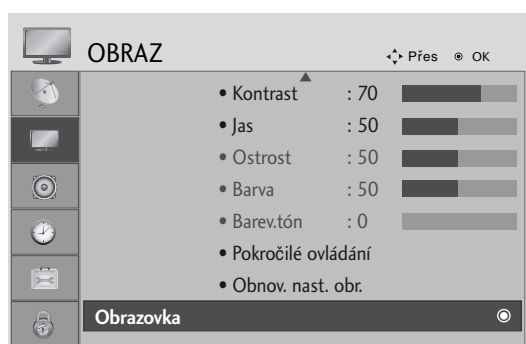 OBRAZ Přes OK
• Kontrast : 70
• Jas : 50
• Ostrost : 50
• Barva : 50
• Barev.tón : 0
• Pokročilé ovládání
• Obnov. nast. obr.
Obrazovka